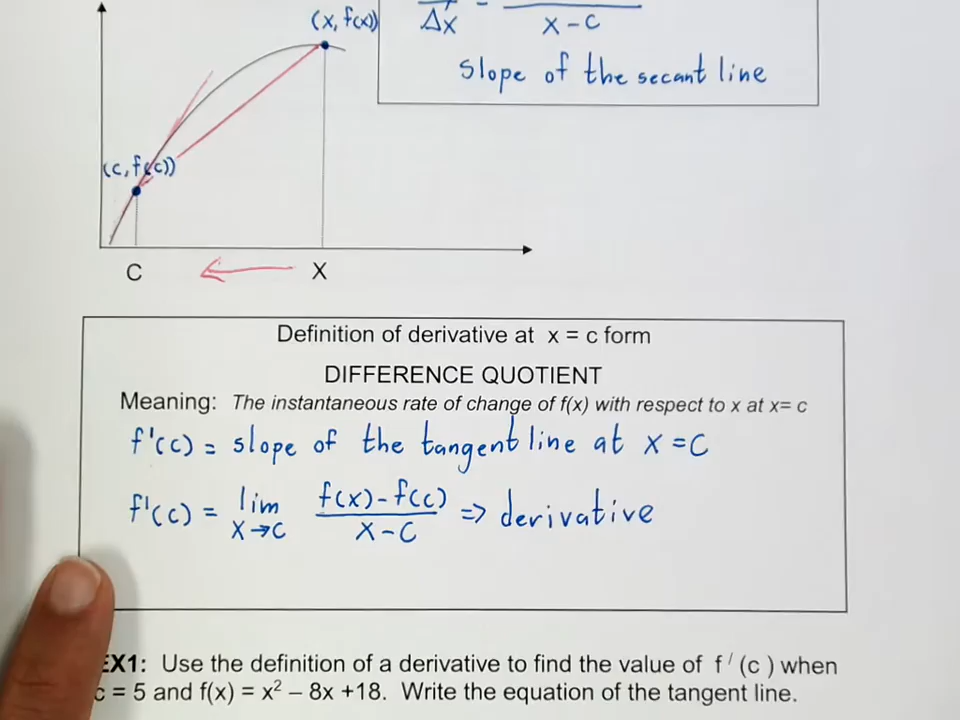 (x, f(x))
Δx
x - c
Slope of the secant line
(c, f(c))
C
X
Definition of derivative at x = c form
DIFFERENCE QUOTIENT
Meaning: The instantaneous rate of change of f(x) with respect to x at x= c
f'(c) = slope of the tangent line at x = C
f'(c) = lim f(x) - f(c) => derivative
X→C X - C
EX1: Use the definition of a derivative to find the value of f ′ (c ) when
c = 5 and f(x) = x² – 8x +18. Write the equation of the tangent line.